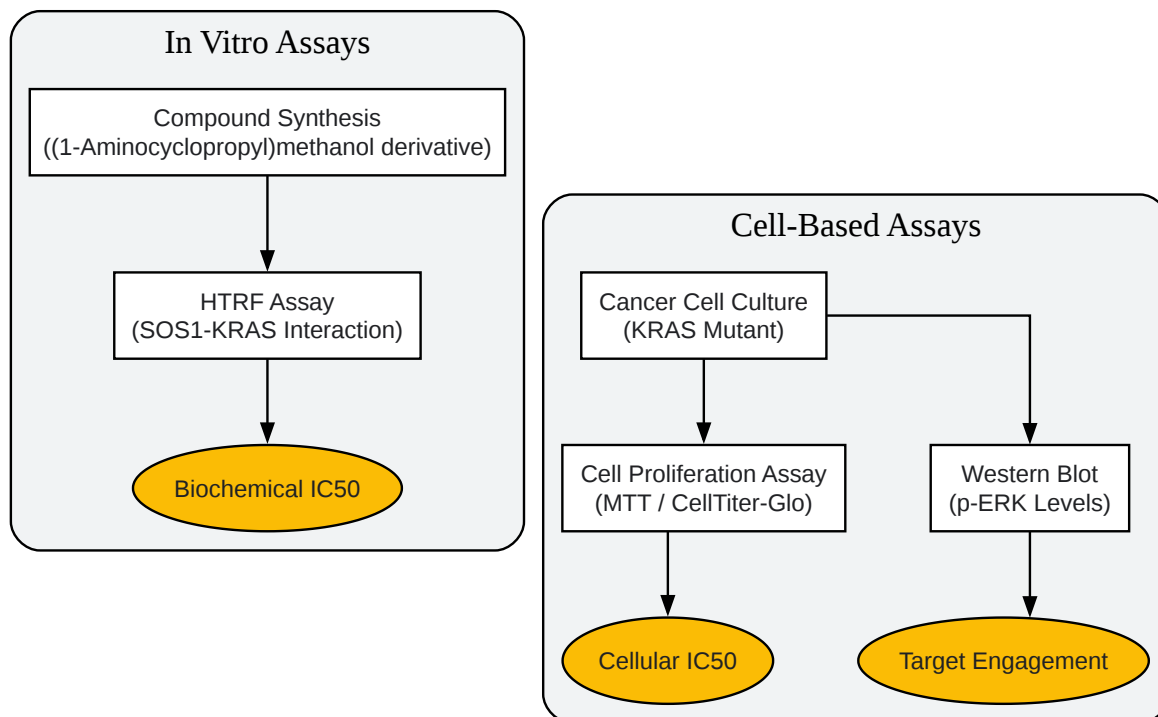 In Vitro Assays
Compound Synthesis
((1-Aminocyclopropyl)methanol derivative)
HTRF Assay
(SOS1-KRAS Interaction)
Biochemical IC50
Cell-Based Assays
Cancer Cell Culture
(KRAS Mutant)
Cell Proliferation Assay
(MTT / CellTiter-Glo)
Western Blot
(p-ERK Levels)
Cellular IC50
Target Engagement